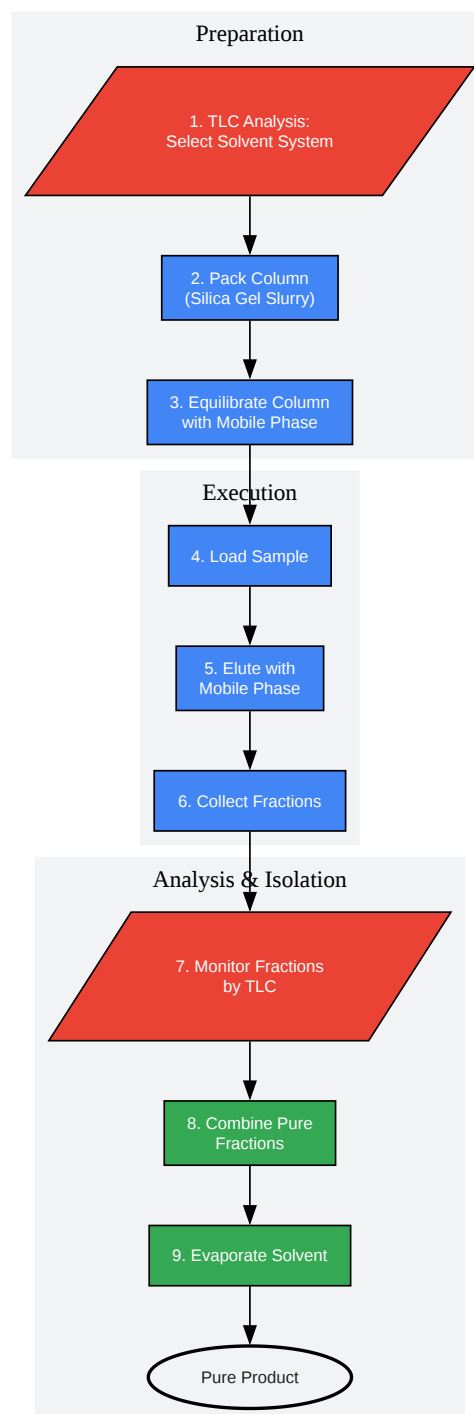 Preparation
1. TLC Analysis:
Select Solvent System
2. Pack Column
(Silica Gel Slurry)
3. Equilibrate Column
with Mobile Phase
Execution
4. Load Sample
5. Elute with
Mobile Phase
6. Collect Fractions
Analysis & Isolation
7. Monitor Fractions
by TLC
8. Combine Pure
Fractions
9. Evaporate Solvent
Pure Product